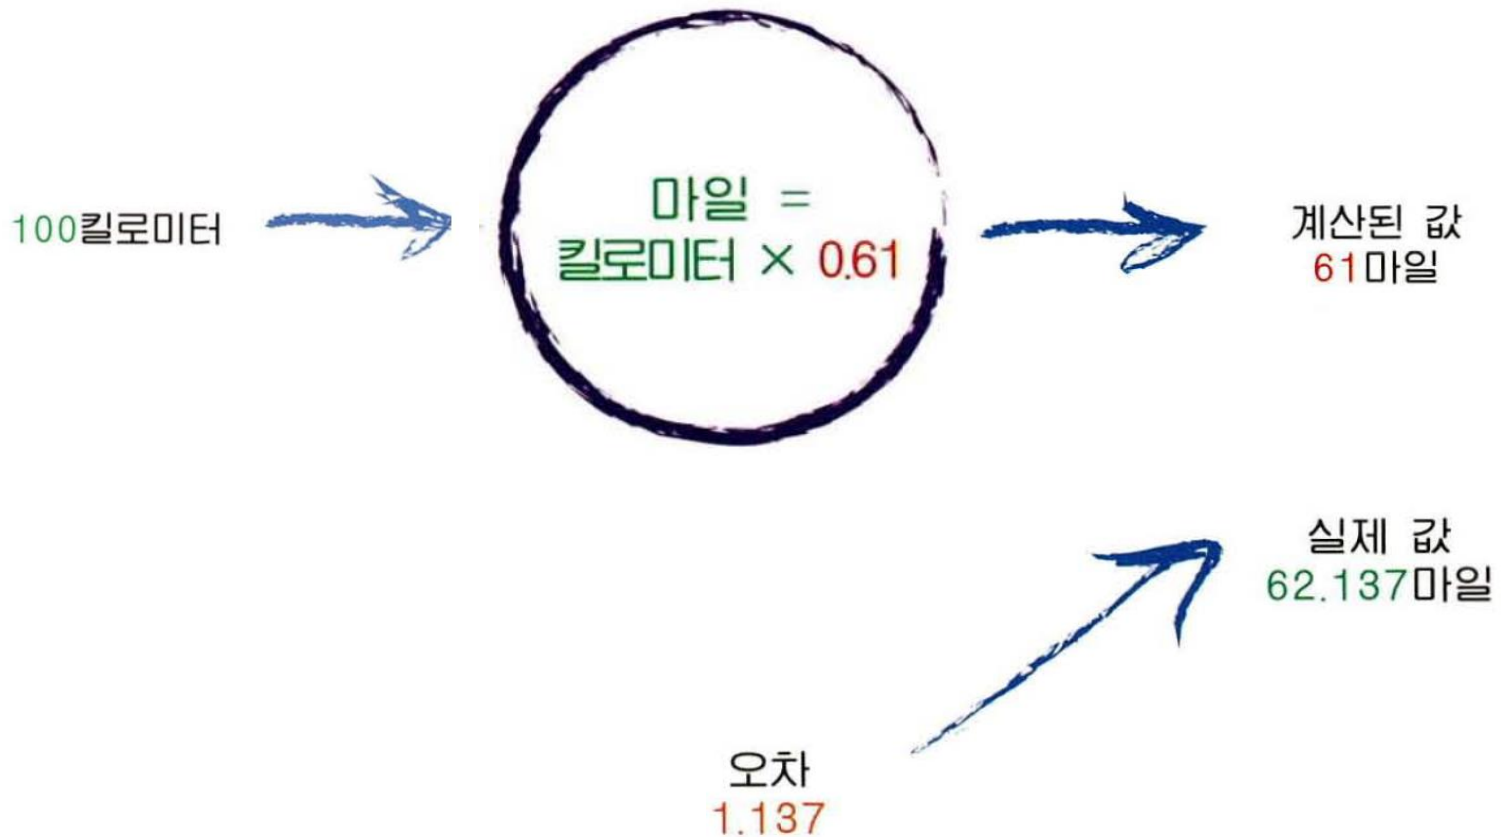 100킬로미터
마일 =
킬로미터 × 0.61
계산된 값
61마일
실제 값
62.137마일
오차
1.137